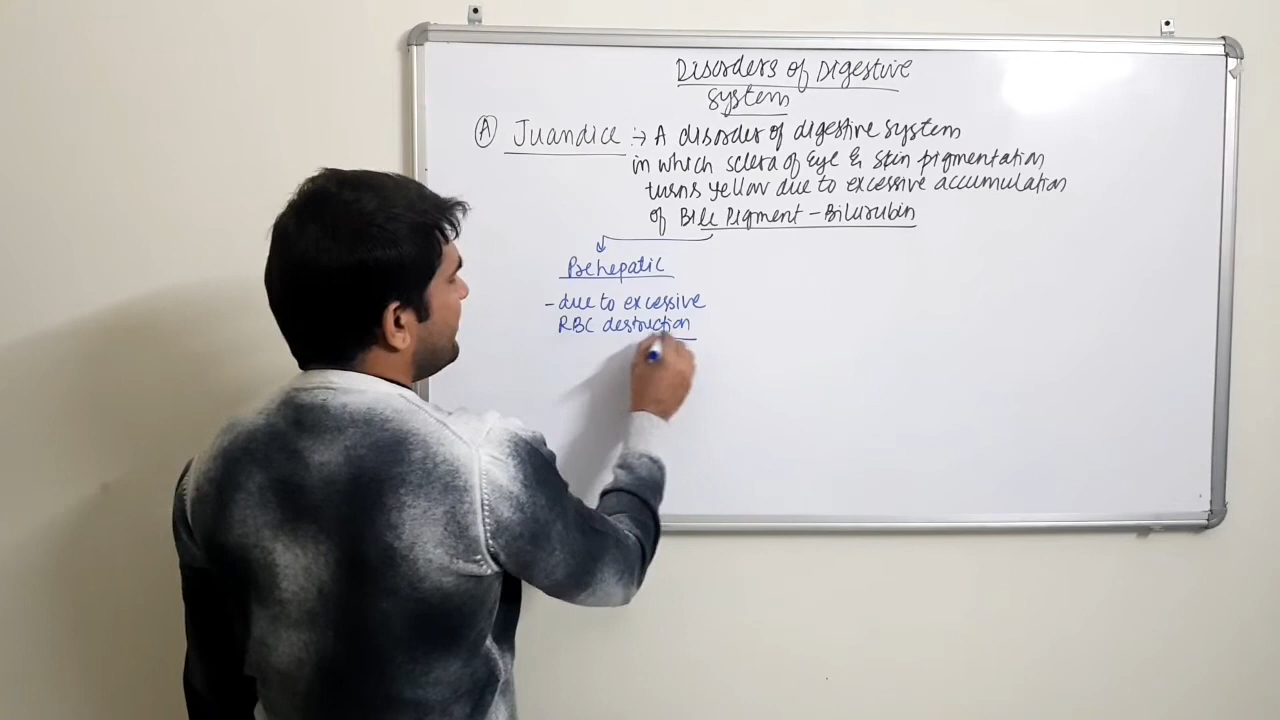 Disorders of Digestive
System
A Juandice :→ A disorder of digestive system
in which sclera of Eye & skin pigmentation
turns yellow due to excessive accumulation
of Bile Pigment - Bilirubin
Prehepatic
- due to excessive
RBC destruction